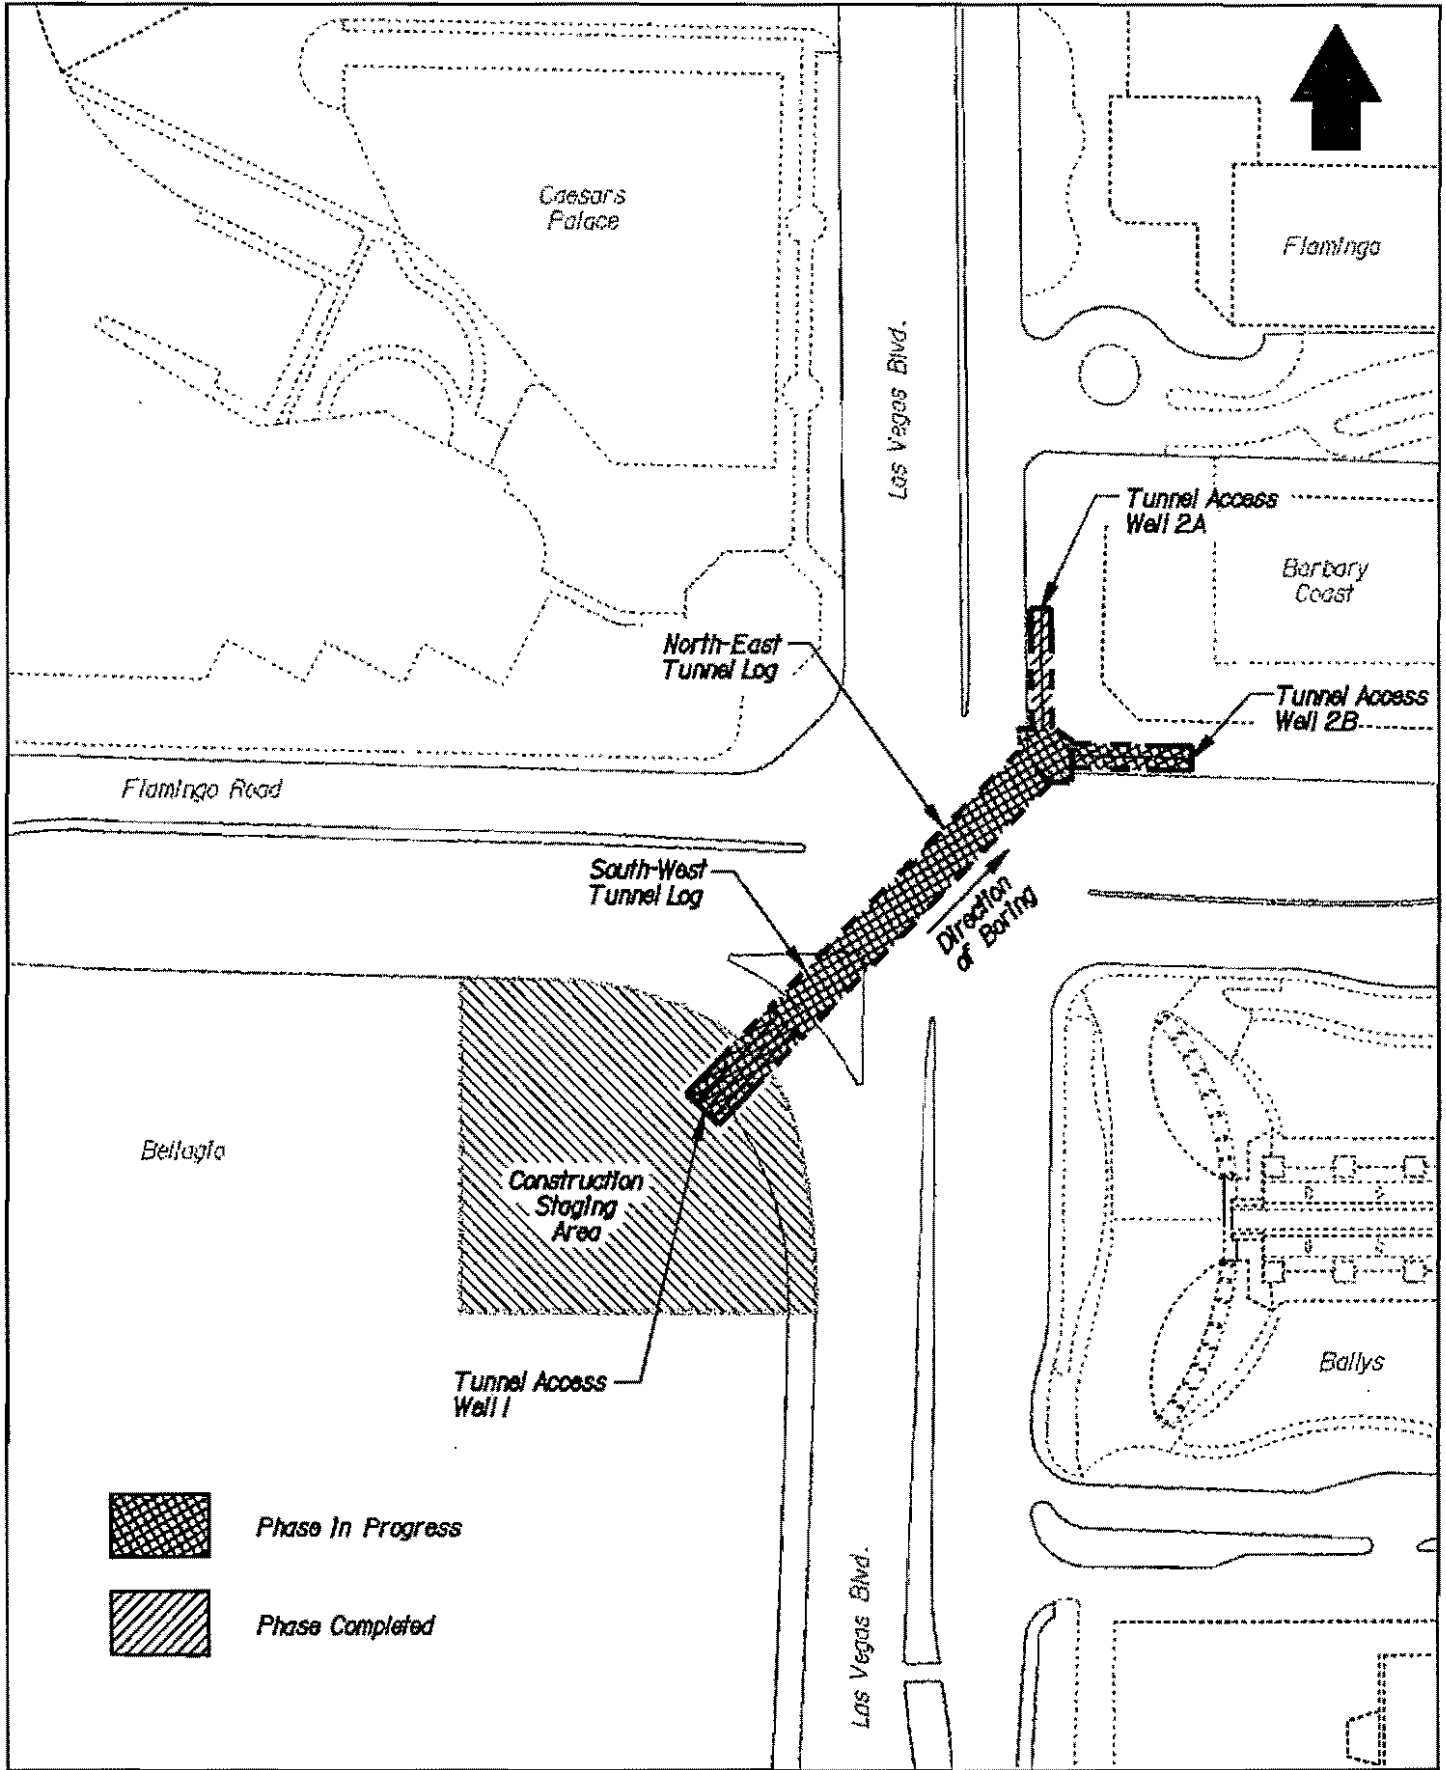 Caesars
Palace
Flamingo
Las Vegas Blvd.
Tunnel Access
Well 2A
Barbary
Coast
North-East
Tunnel Log
Tunnel Access
Well 2B
Flamingo Road
South-West
Tunnel Log
Direction
of Boring
Bellagio
Construction
Staging
Area
Ballys
Tunnel Access
Well 1
Phase In Progress
Las Vegas Blvd.
Phase Completed